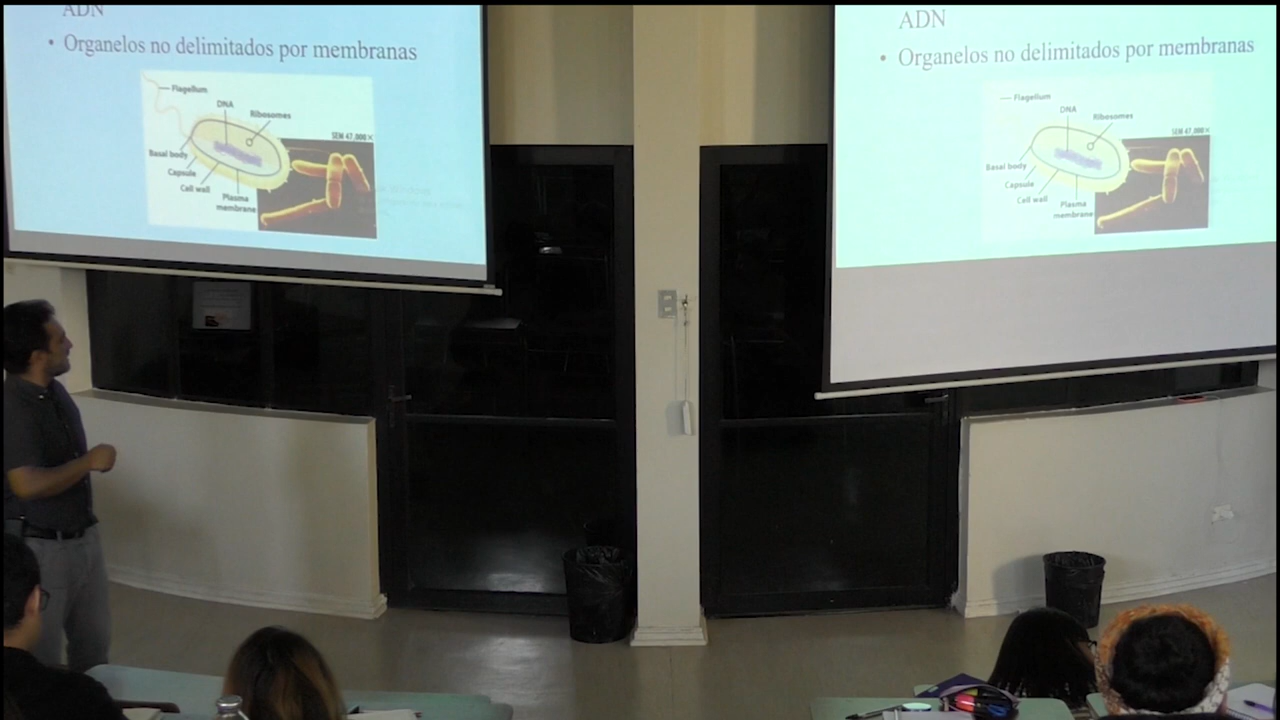 ADN
• Organelos no delimitados por membranas
Flagellum
DNA
Ribosomes
SEM 47,000×
Basal body
Capsule
Cell wall
Plasma
membrane
ADN
• Organelos no delimitados por membranas
Flagellum
DNA
Ribosomes
SEM 47,000×
Basal body
Capsule
Cell wall
Plasma
membrane